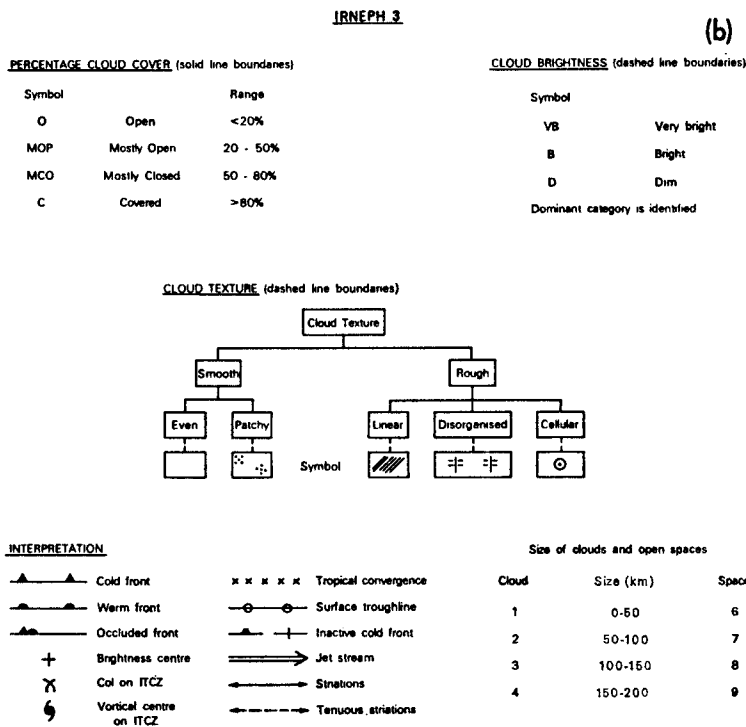 IRNEPH 3
(b)
PERCENTAGE CLOUD COVER (solid line boundaries)
Symbol Range
O Open <20%
MOP Mostly Open 20 - 50%
MCO Mostly Closed 50 - 80%
C Covered >80%
CLOUD BRIGHTNESS (dashed line boundaries)
Symbol
VB Very bright
B Bright
D Dim
Dominant category is identified
CLOUD TEXTURE (dashed line boundaries)
Cloud Texture
Smooth Rough
Even Patchy Linear Disorganised Cellular
Symbol
INTERPRETATION
Cold front
Warm front
Occluded front
Brightness centre
Col on ITCZ
Vortical centre
on ITCZ
Tropical convergence
Surface troughline
Inactive cold front
Jet stream
Striations
Tenuous striations
Size of clouds and open spaces
Cloud Size (km) Space
1 0-50 6
2 50-100 7
3 100-150 8
4 150-200 9